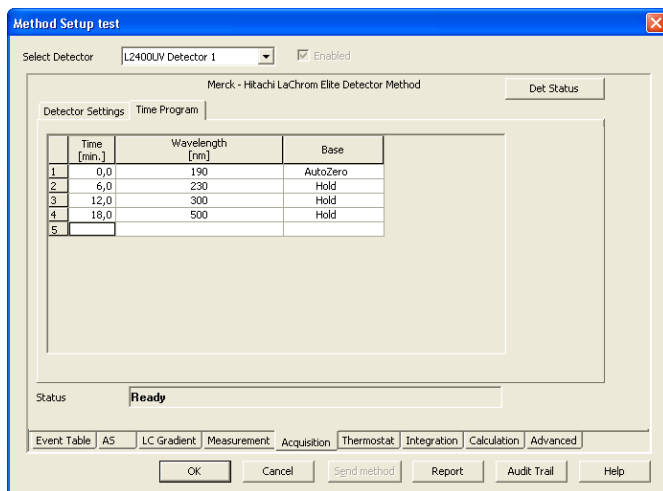 Method Setup test
Select Detector L2400UV Detector 1 Enabled
Merck - Hitachi LaChrom Elite Detector Method Det Status
Detector Settings Time Program
Time [min.] Wavelength [nm] Base
1 0,0 190 AutoZero
2 6,0 230 Hold
3 12,0 300 Hold
4 18,0 500 Hold
5
Status Ready
Event Table AS LC Gradient Measurement Acquisition Thermostat Integration Calculation Advanced
OK Cancel Send method Report Audit Trail Help